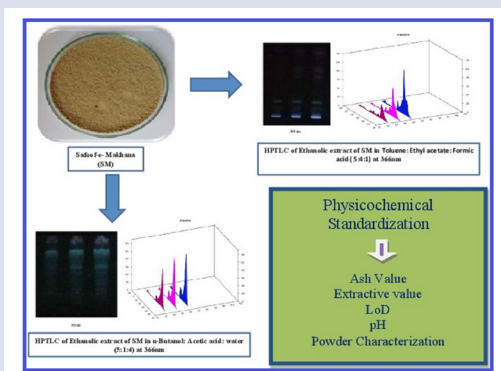 Safoof-e- Makhana
(SM)
HPTLC of Ethanolic extract of SM in Toluene: Ethyl acetate: Formic
acid ( 5:4:1) at 366nm
HPTLC of Ethanolic extract of SM in n-Butanol: Acetic acid: water
(5:1:4) at 366nm
Physicochemical
Standardization
Ash Value
Extractive value
LoD
pH
Powder Characterization